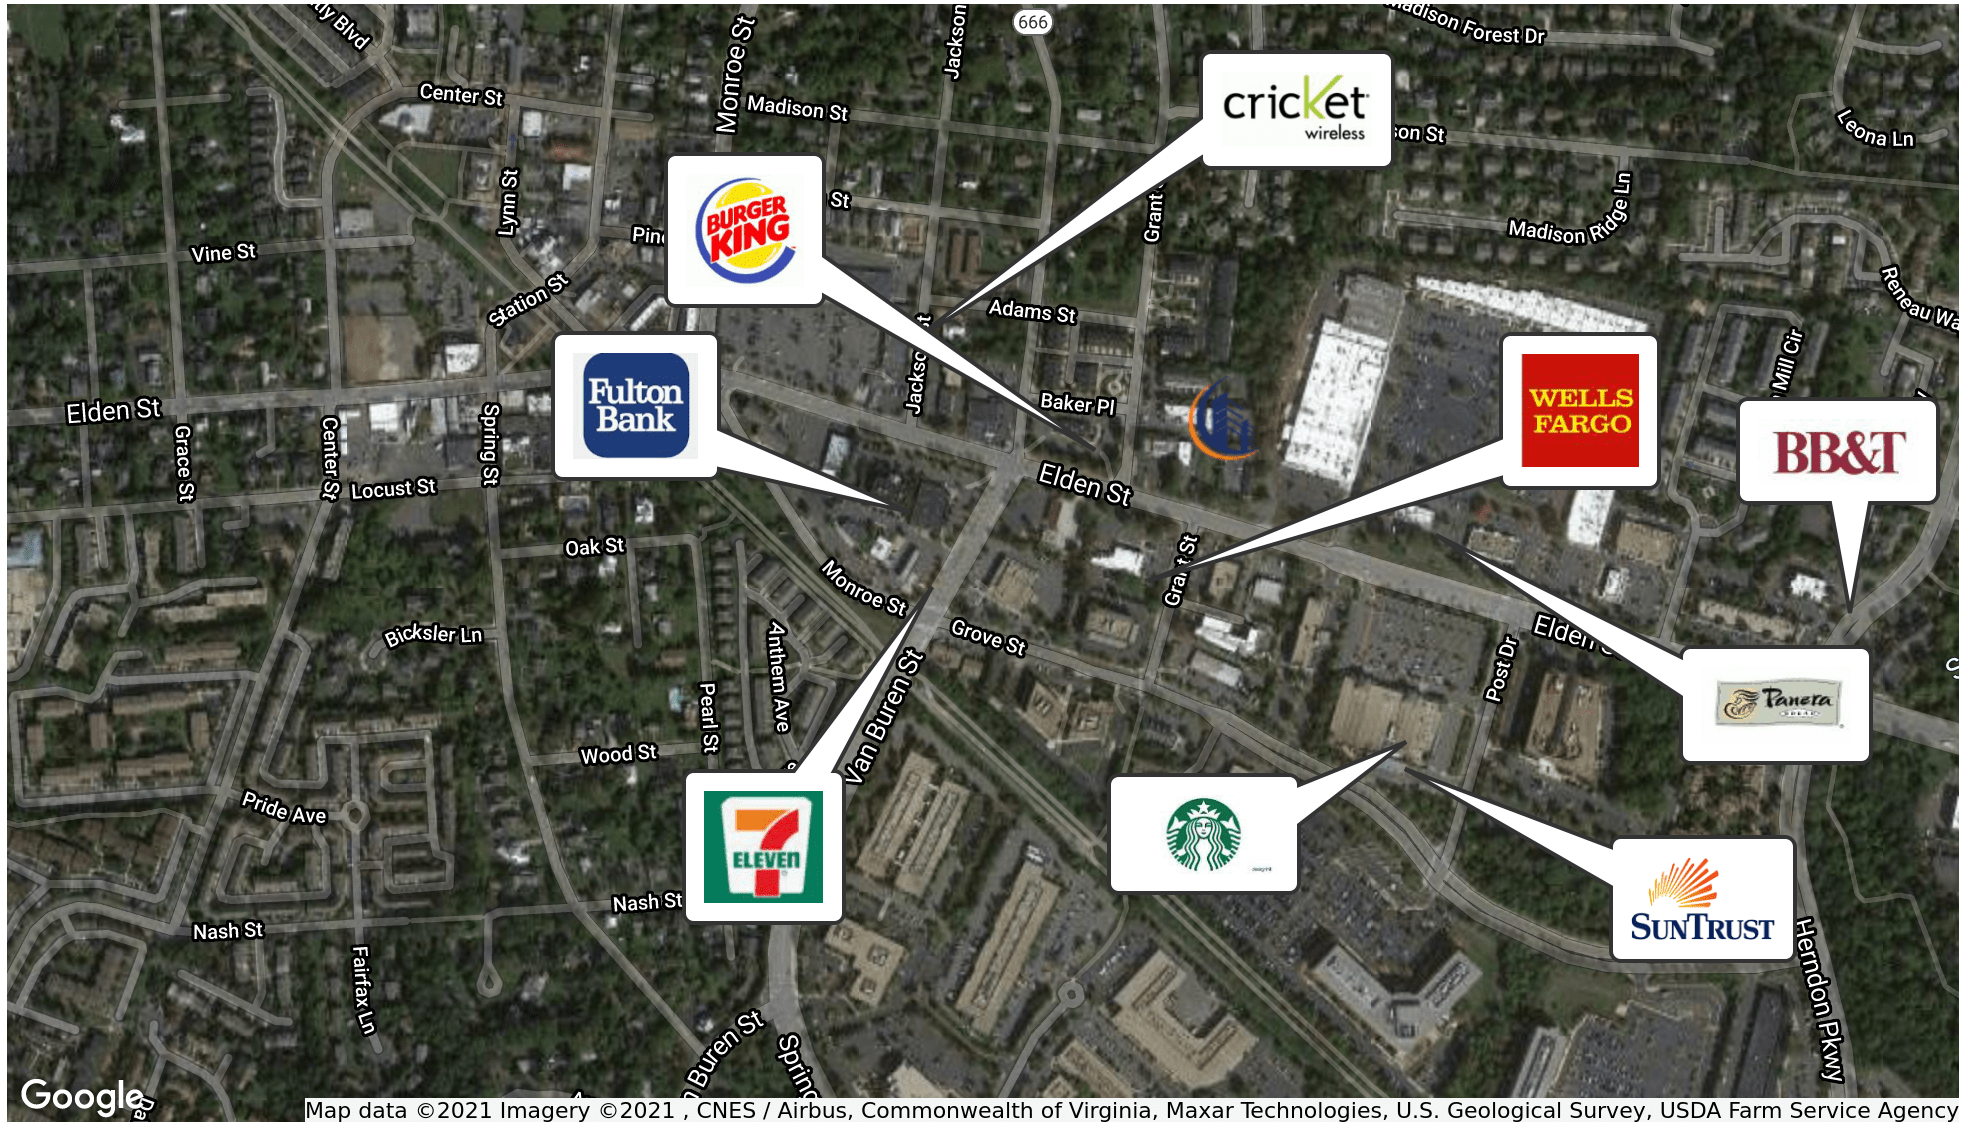 666
Jackson
Monroe St
Madison Forest Dr
Center St
Madison St
cricket
wireless
son St
Leona Ln
Lynn St
BURGER
KING
St
Grant
Madison Ridge Ln
Vine St
Station St
Adams St
Reneau Wa
Mill Cir
Fulton
Bank
Baker Pl
WELLS
FARGO
Elden St
Grace St
Center St
Spring St
BB&T
Locust St
Elden St
Oak St
Grant St
Monroe St
Bicksler Ln
Grove St
Elden
Anthem Ave
Post Dr
Pearl St
Van Buren St
Panera
BREAD
Wood St
Pride Ave
7
ELEVEN
SUNTRUST
Nash St
Nash St
Fairfax Ln
Herndon Pkwy
Buren St
Spring
Google
Map data ©2021 Imagery ©2021 , CNES / Airbus, Commonwealth of Virginia, Maxar Technologies, U.S. Geological Survey, USDA Farm Service Agency